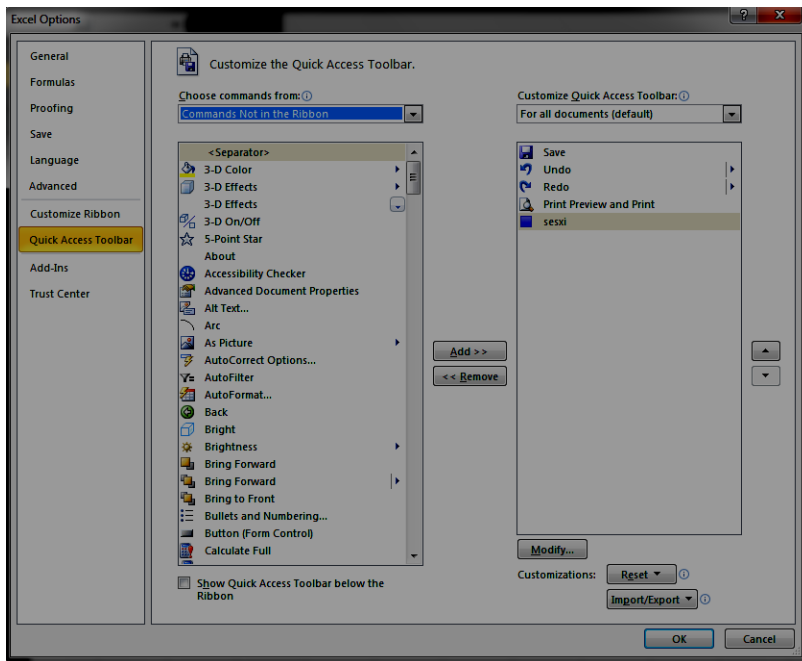 Excel Options
General
Formulas
Proofing
Save
Language
Advanced
Customize Ribbon
Quick Access Toolbar
Add-Ins
Trust Center
Customize the Quick Access Toolbar.
Choose commands from:
Commands Not in the Ribbon
<Separator>
3-D Color
3-D Effects
3-D Effects
3-D On/Off
5-Point Star
About
Accessibility Checker
Advanced Document Properties
Alt Text...
Arc
As Picture
AutoCorrect Options...
AutoFilter
AutoFormat...
Back
Bright
Brightness
Bring Forward
Bring Forward
Bring to Front
Bullets and Numbering...
Button (Form Control)
Calculate Full
Show Quick Access Toolbar below the
Ribbon
Add >>
<< Remove
Customize Quick Access Toolbar:
For all documents (default)
Save
Undo
Redo
Print Preview and Print
sesxi
Modify...
Customizations:
Reset
Import/Export
OK
Cancel